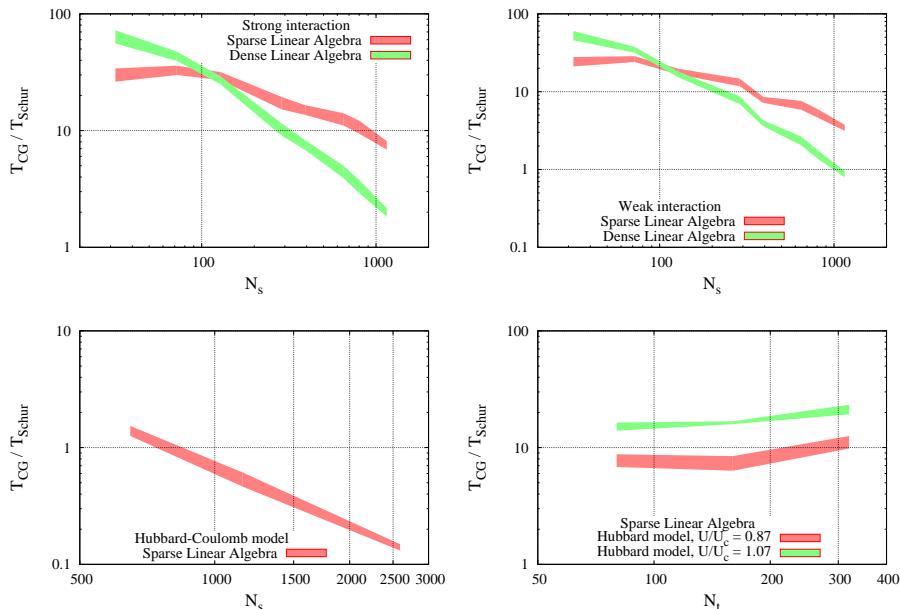 Strong interaction
Sparse Linear Algebra
Dense Linear Algebra
T_CG / T_Schur
100
10
1
100
1000
N_s
Weak interaction
Sparse Linear Algebra
Dense Linear Algebra
T_CG / T_Schur
100
10
1
0.1
100
1000
N_s
Hubbard-Coulomb model
Sparse Linear Algebra
T_CG / T_Schur
10
1
0.1
500
1000
1500
2000
2500
3000
N_s
Sparse Linear Algebra
Hubbard model, U/U_c = 0.87
Hubbard model, U/U_c = 1.07
T_CG / T_Schur
100
10
1
50
100
200
300
400
N_t